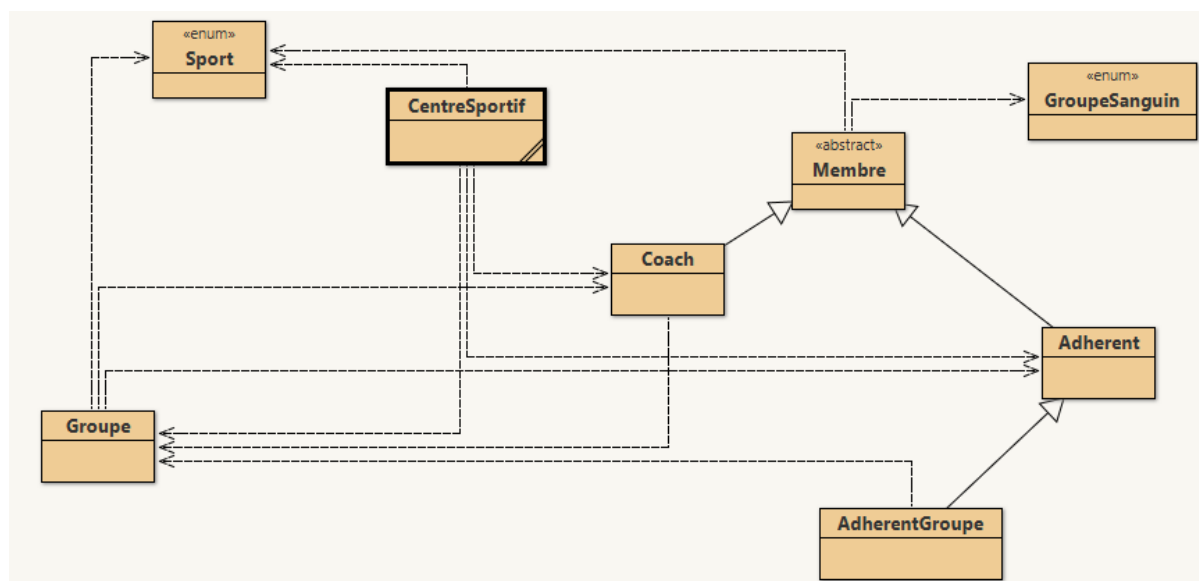 «enum»
Sport
CentreSportif
«enum»
GroupeSanguin
«abstract»
Membre
Coach
Adherent
Groupe
AdherentGroupe